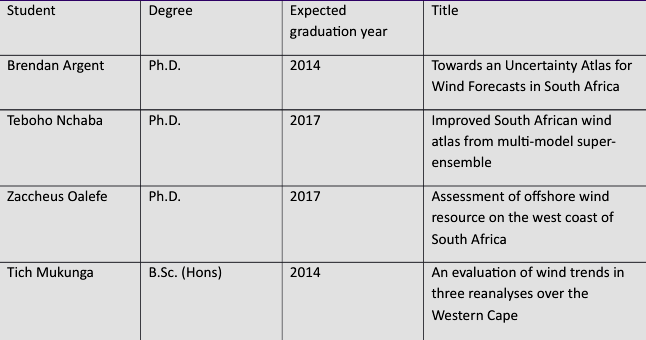 Student Degree Expected graduation year Title
Brendan Argent Ph.D. 2014 Towards an Uncertainty Atlas for
Wind Forecasts in South Africa
Teboho Nchaba Ph.D. 2017 Improved South African wind
atlas from multi-model super-
ensemble
Zaccheus Oalefe Ph.D. 2017 Assessment of offshore wind
resource on the west coast of
South Africa
Tich Mukunga B.Sc. (Hons) 2014 An evaluation of wind trends in
three reanalyses over the
Western Cape